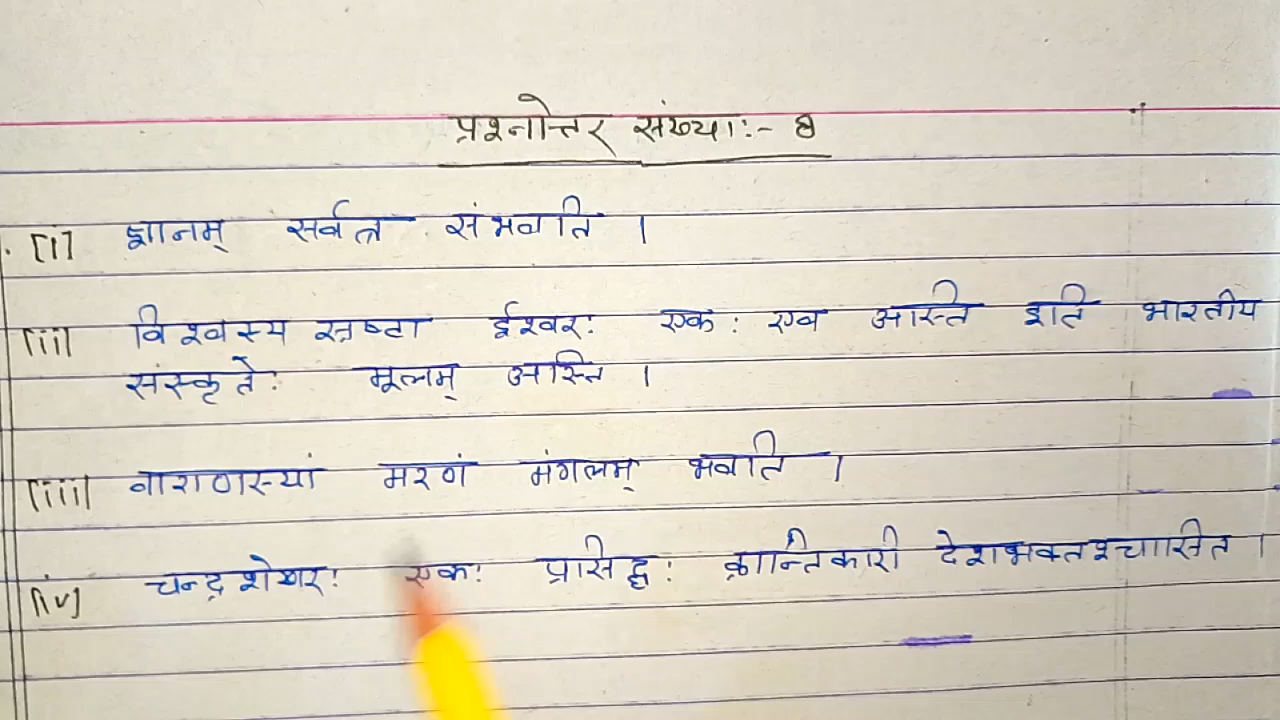 प्रश्नोत्तर संख्या:- 8
[i] ज्ञानम् सर्वत्र संभवति ।
[ii] विश्वस्य स्रष्टा ईश्वर: एक: एव अस्ति इति भारतीय
संस्कृते: मूलम् अस्ति ।
[iii] वाराणस्यां मरणं मंगलम् भवति ।
[iv] चन्द्रशेखर: एक: प्रसिद्ध: क्रान्तिकारी देशभक्तश्चासित ।